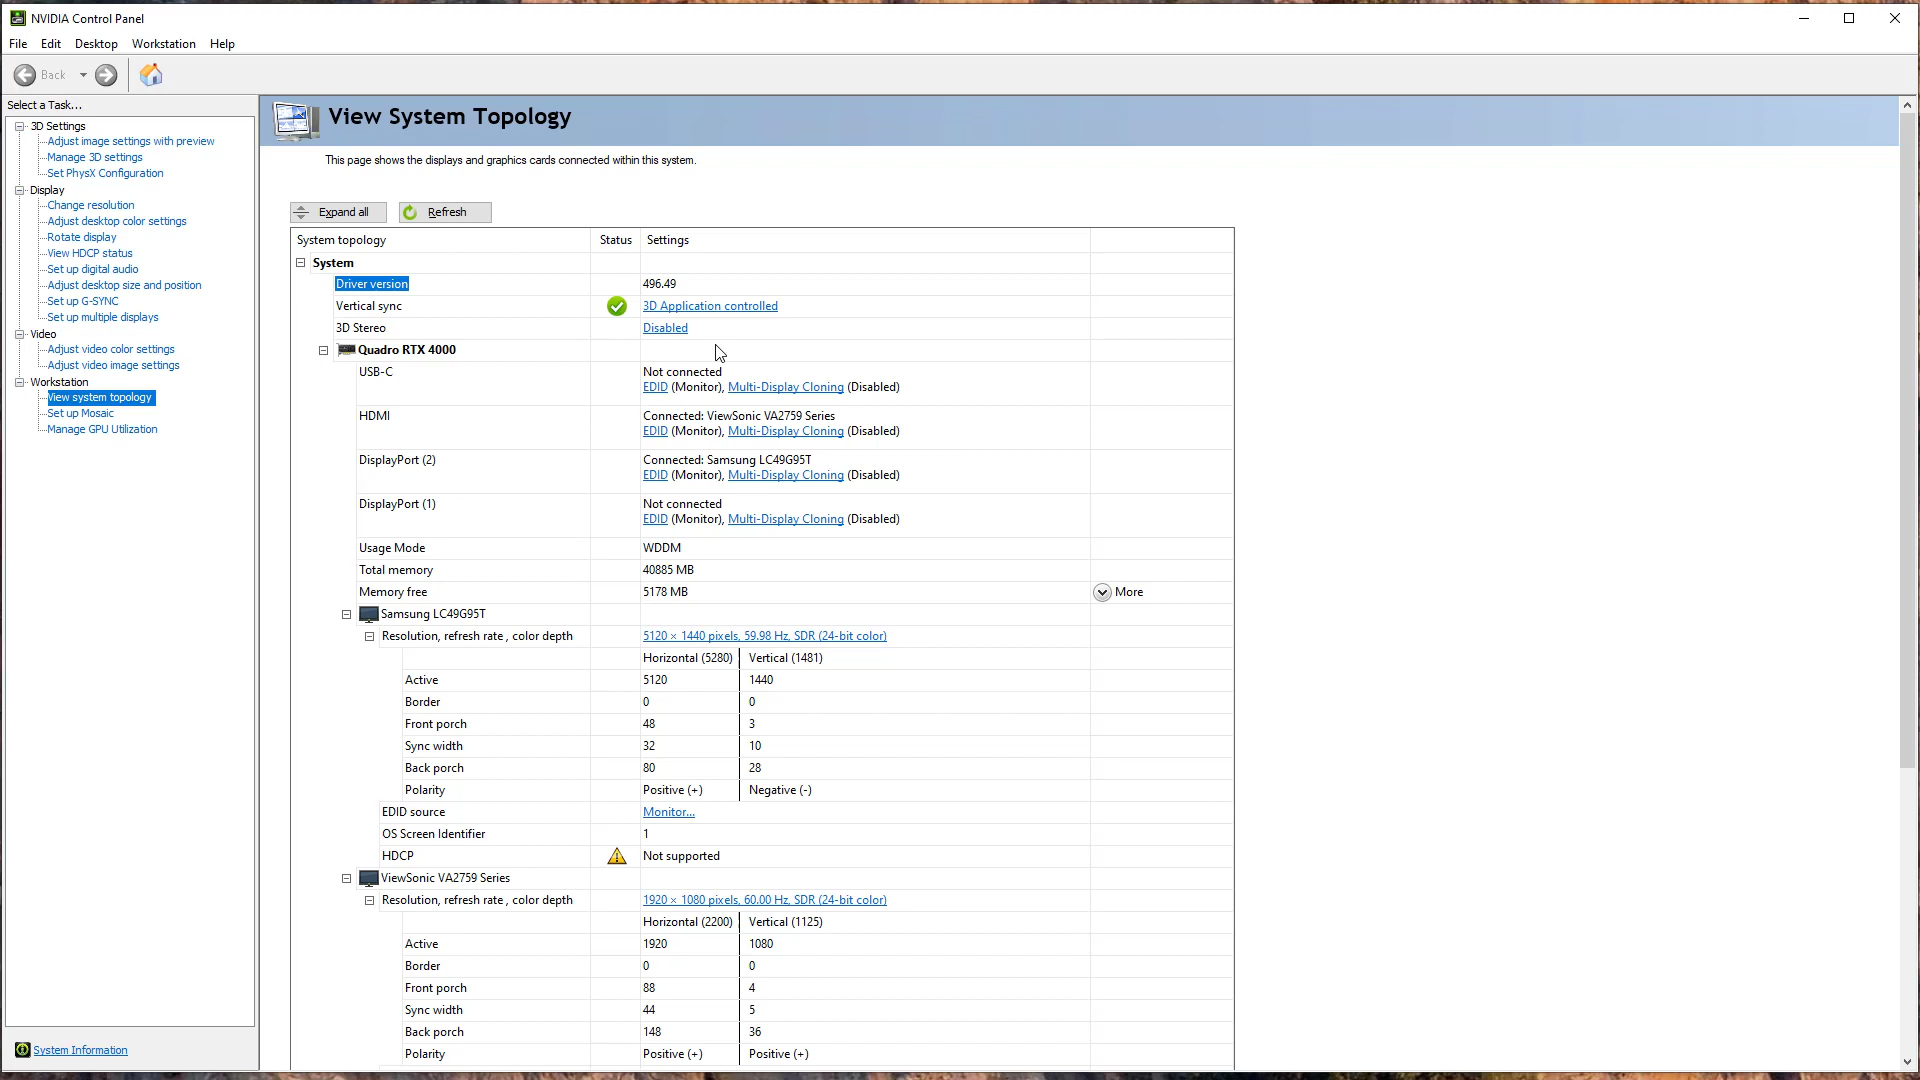 NVIDIA Control Panel
File Edit Desktop Workstation Help
Back
Select a Task...
3D Settings
Adjust image settings with preview
Manage 3D settings
Set PhysX Configuration
Display
Change resolution
Adjust desktop color settings
Rotate display
View HDCP status
Set up digital audio
Adjust desktop size and position
Set up G-SYNC
Set up multiple displays
Video
Adjust video color settings
Adjust video image settings
Workstation
View system topology
Set up Mosaic
Manage GPU Utilization
System Information
View System Topology
This page shows the displays and graphics cards connected within this system.
Expand all Refresh
System topology Status Settings
System
Driver version 496.49
Vertical sync 3D Application controlled
3D Stereo Disabled
Quadro RTX 4000
USB-C Not connected
EDID (Monitor), Multi-Display Cloning (Disabled)
HDMI Connected: ViewSonic VA2759 Series
EDID (Monitor), Multi-Display Cloning (Disabled)
DisplayPort (2) Connected: Samsung LC49G95T
EDID (Monitor), Multi-Display Cloning (Disabled)
DisplayPort (1) Not connected
EDID (Monitor), Multi-Display Cloning (Disabled)
Usage Mode WDDM
Total memory 40885 MB
Memory free 5178 MB More
Samsung LC49G95T
Resolution, refresh rate , color depth 5120 × 1440 pixels, 59.98 Hz, SDR (24-bit color)
Horizontal (5280) Vertical (1481)
Active 5120 1440
Border 0 0
Front porch 48 3
Sync width 32 10
Back porch 80 28
Polarity Positive (+) Negative (-)
EDID source Monitor...
OS Screen Identifier 1
HDCP Not supported
ViewSonic VA2759 Series
Resolution, refresh rate , color depth 1920 × 1080 pixels, 60.00 Hz, SDR (24-bit color)
Horizontal (2200) Vertical (1125)
Active 1920 1080
Border 0 0
Front porch 88 4
Sync width 44 5
Back porch 148 36
Polarity Positive (+) Positive (+)